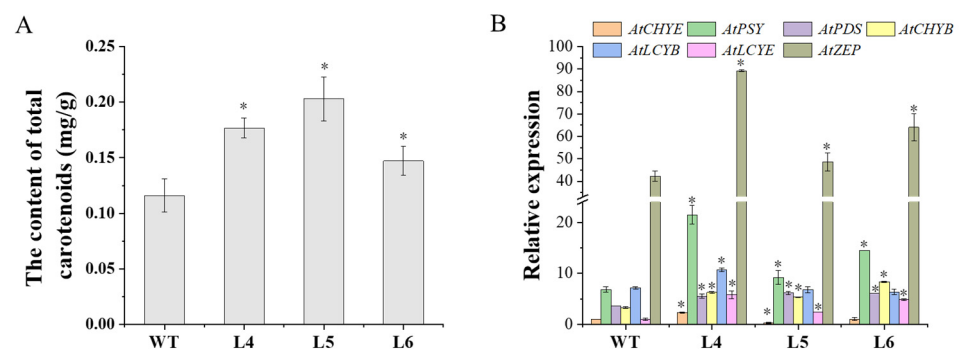 A
The content of total
carotenoids (mg/g)
0.25
0.20
0.15
0.10
0.05
0.00
* * *
WT L4 L5 L6
B
AtCHYE AtPSY AtPDS AtCHYB
AtLCYB AtLCYE AtZEP
Relative expression
100
90
80
70
60
50
40
20
10
0
* * * * * * *
* * * * * *
* * * * *
WT L4 L5 L6